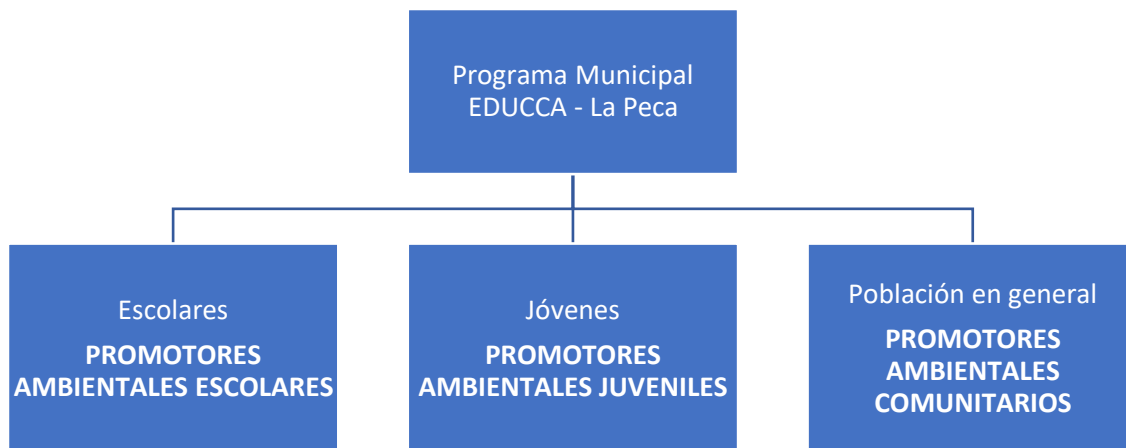 Programa Municipal
EDUCCA - La Peca
Escolares
PROMOTORES
AMBIENTALES ESCOLARES
Jóvenes
PROMOTORES
AMBIENTALES JUVENILES
Población en general
PROMOTORES
AMBIENTALES
COMUNITARIOS